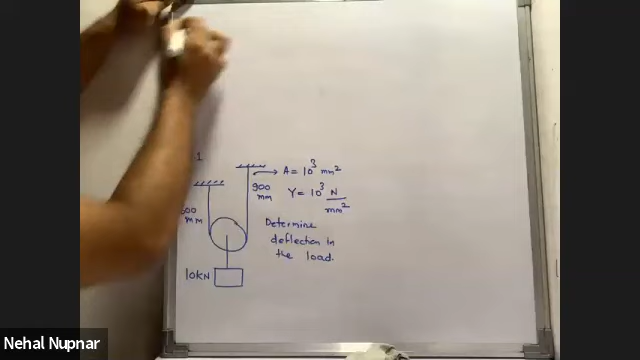 1
A = 10³ mm²
900
mm
Y = 10³ N
mm²
mm
Determine
deflection in
the load.
10KN
Nehal Nupnar